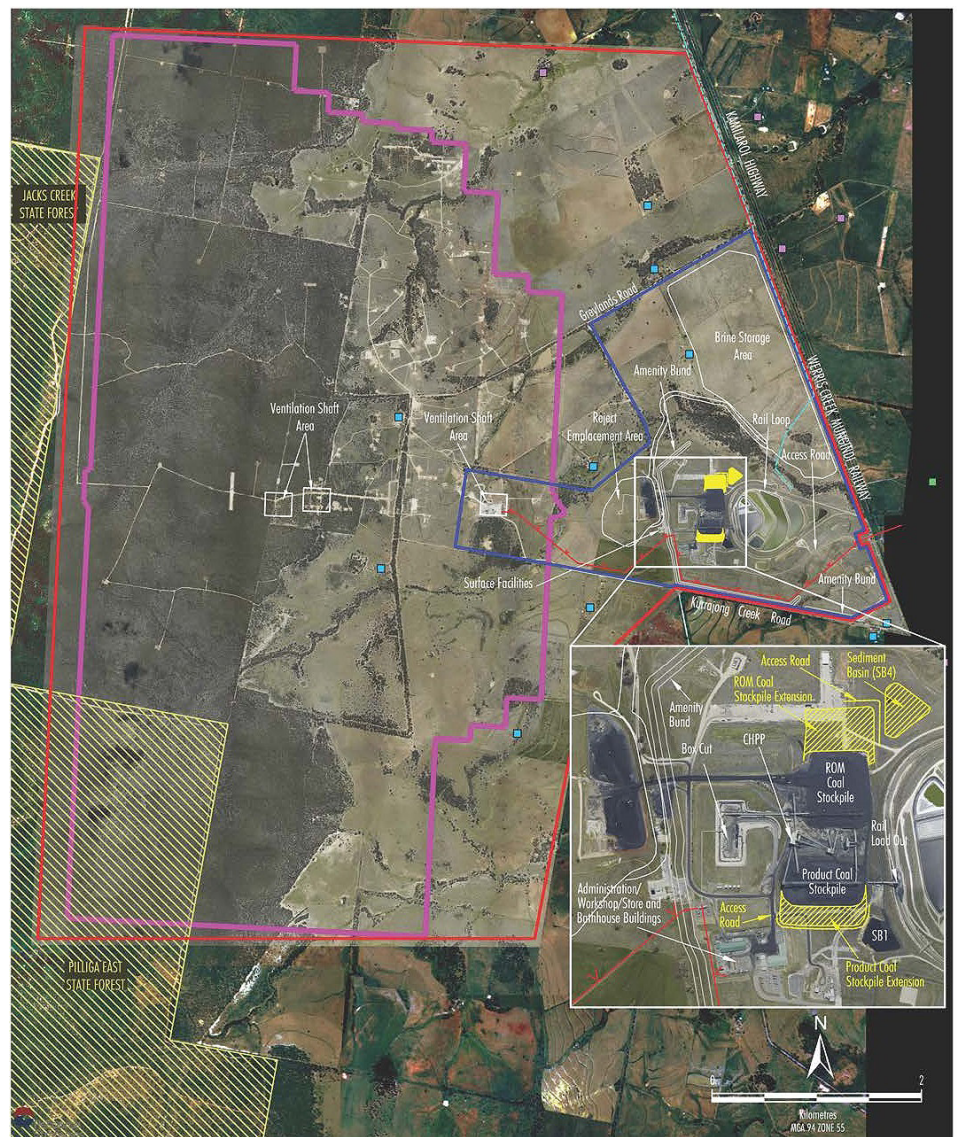 KAMILAROI HIGHWAY
JACKS CREEK
STATE FOREST
Greylands Road
Brine Storage
Area
WERRIS CREEK MUNGINDI RAILWAY
Amenity Bund
Ventilation Shaft
Area
Ventilation Shaft
Area
Reject
Emplacement Area
Rail Loop
Access Road
Surface Facilities
Amenity Bund
Kurrajong Creek Road
Access Road
Sediment
Basin (SB4)
ROM Coal
Stockpile Extension
Amenity
Bund
Box Cut
CHPP
ROM
Coal
Stockpile
Rail
Load Out
Product Coal
Stockpile
Administration/
Workshop/Store and
Bathhouse Buildings
Access
Road
SB1
Product Coal
Stockpile Extension
PILLIGA EAST
STATE FOREST
N
0
2
Kilometres
MGA 94 ZONE 55